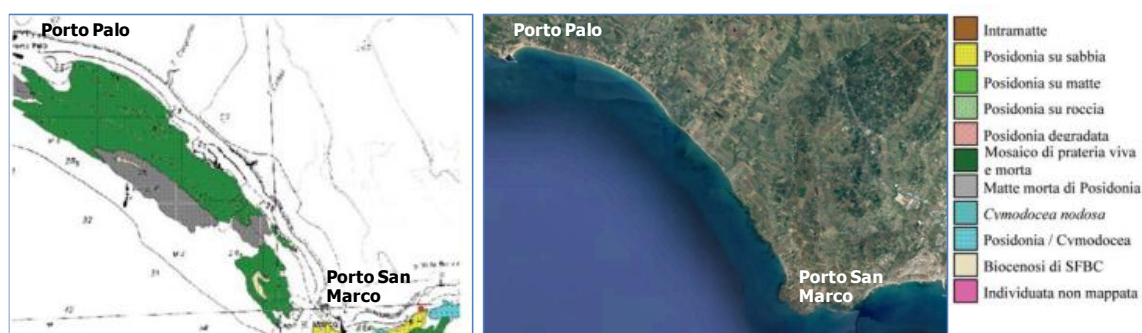 Porto Palo
Porto San
Marco
Porto Palo
Porto San
Marco
Intramatte
Posidonia su sabbia
Posidonia su matte
Posidonia su roccia
Posidonia degradata
Mosaico di prateria viva
e morta
Matte morta di Posidonia
Cymodocea nodosa
Posidonia / Cymodocea
Biocenosi di SFBC
Individuata non mappata